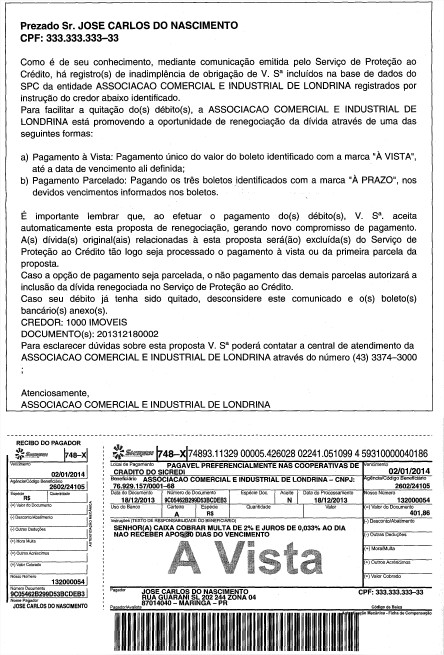 Prezado Sr. JOSE CARLOS DO NASCIMENTO
CPF: 333.333.333–33
Como é de seu conhecimento, mediante comunicação emitida pelo Serviço de Proteção ao
Crédito, há registro(s) de inadimplência de obrigação de V. Sª incluídos na base de dados do
SPC da entidade ASSOCIACAO COMERCIAL E INDUSTRIAL DE LONDRINA registrados por
instrução do credor abaixo identificado.
Para facilitar a quitação do(s) débito(s), a ASSOCIACAO COMERCIAL E INDUSTRIAL DE
LONDRINA está promovendo a oportunidade de renegociação da dívida através de uma das
seguintes formas:
a) Pagamento à Vista: Pagamento único do valor do boleto identificado com a marca "À VISTA",
até a data de vencimento ali definida;
b) Pagamento Parcelado: Pagando os três boletos identificados com a marca "À PRAZO", nos
devidos vencimentos informados nos boletos.
É importante lembrar que, ao efetuar o pagamento do(s) débito(s), V. Sª. aceita
automaticamente esta proposta de renegociação, gerando novo compromisso de pagamento.
A(s) dívida(s) original(ais) relacionadas à esta proposta será(ão) excluída(s) do Serviço de
Proteção ao Crédito tão logo seja processado o pagamento à vista ou da primeira parcela da
proposta.
Caso a opção de pagamento seja parcelada, o não pagamento das demais parcelas autorizará a
inclusão da dívida renegociada no Serviço de Proteção ao Crédito.
Caso seu débito já tenha sido quitado, desconsidere este comunicado e o(s) boleto(s)
bancário(s) anexo(s).
CREDOR: 1000 IMOVEIS
DOCUMENTO(s): 201312180002
Para esclarecer dúvidas sobre esta proposta V. Sª poderá contatar a central de atendimento da
ASSOCIACAO COMERCIAL E INDUSTRIAL DE LONDRINA através do número (43) 3374–3000
;
Atenciosamente,
ASSOCIACAO COMERCIAL E INDUSTRIAL DE LONDRINA
RECIBO DO PAGADOR
748–X
Vencimento
02/01/2014
Agência/Código Beneficiário
2602/24105
Espécie Quantidade
R$
(=) Valor do Documento
(-) Desconto/Abatimento
(-) Outras Deduções
(+) Mora Multa
(+) Outros Acréscimos
(=) Valor Cobrado
Nosso Número
132000054
Número Documento
9C05462B299D53BCDEB3
Nome Pagador
JOSE CARLOS DO NASCIMENTO
748–X 74893.11329 00005.426028 02241.051099 4 59310000040186
Local de Pagamento PAGAVEL PREFERENCIALMENTE NAS COOPERATIVAS DE
CRADITO DO SICREDI
Vencimento
02/01/2014
Beneficiário ASSOCIACAO COMERCIAL E INDUSTRIAL DE LONDRINA – CNPJ:
76.929.157/0001–68
Agência/Código Beneficiário
2602/24105
Data do Documento Número do Documento Espécie Doc. Aceite Data do Processamento Nosso Número
18/12/2013 9C05462B299D53BCDEB3 N 18/12/2013 132000054
Uso do Banco Carteira Espécie Quantidade Valor (=) Valor do Documento
A R$ 401,86
Instruções (TEXTO DE RESPONSABILIDADE DO BENEFICIÁRIO)
SENHOR(A) CAIXA COBRAR MULTA DE 2% E JUROS DE 0,033% AO DIA
NAO RECEBER APOS 30 DIAS DO VENCIMENTO
(-) Desconto/Abatimento
(-) Outras Deduções
(+) Mora/Multa
(+) Outros Acréscimos
(=) Valor Cobrado
A Vista
Pagador JOSE CARLOS DO NASCIMENTO CPF: 333.333.333–33
RUA GUARANI SL 202 244 ZONA 04
87014040 – MARINGA – PR
Pagador/Avalista
Código de Baixa
Autenticação Mecânica - Ficha de Compensação